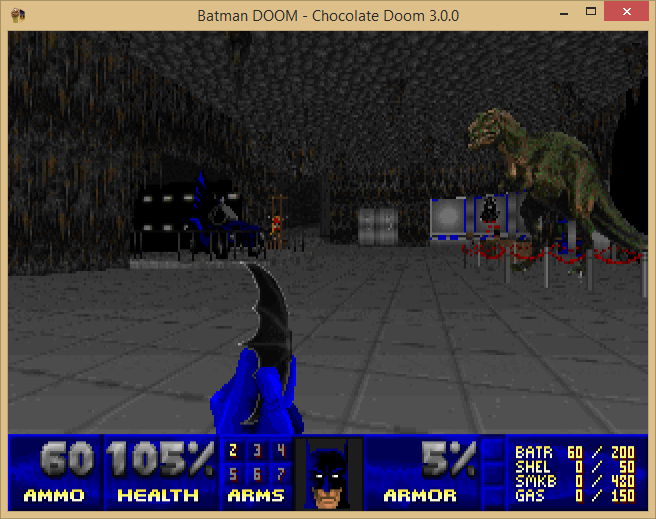 Batman DOOM - Chocolate Doom 3.0.0
60 105% 2 3 4 5% BATR 60 / 200
SHEL 0 / 50
5 6 7 SMKB 0 / 480
AMMO HEALTH ARMS ARMOR GAS 0 / 150